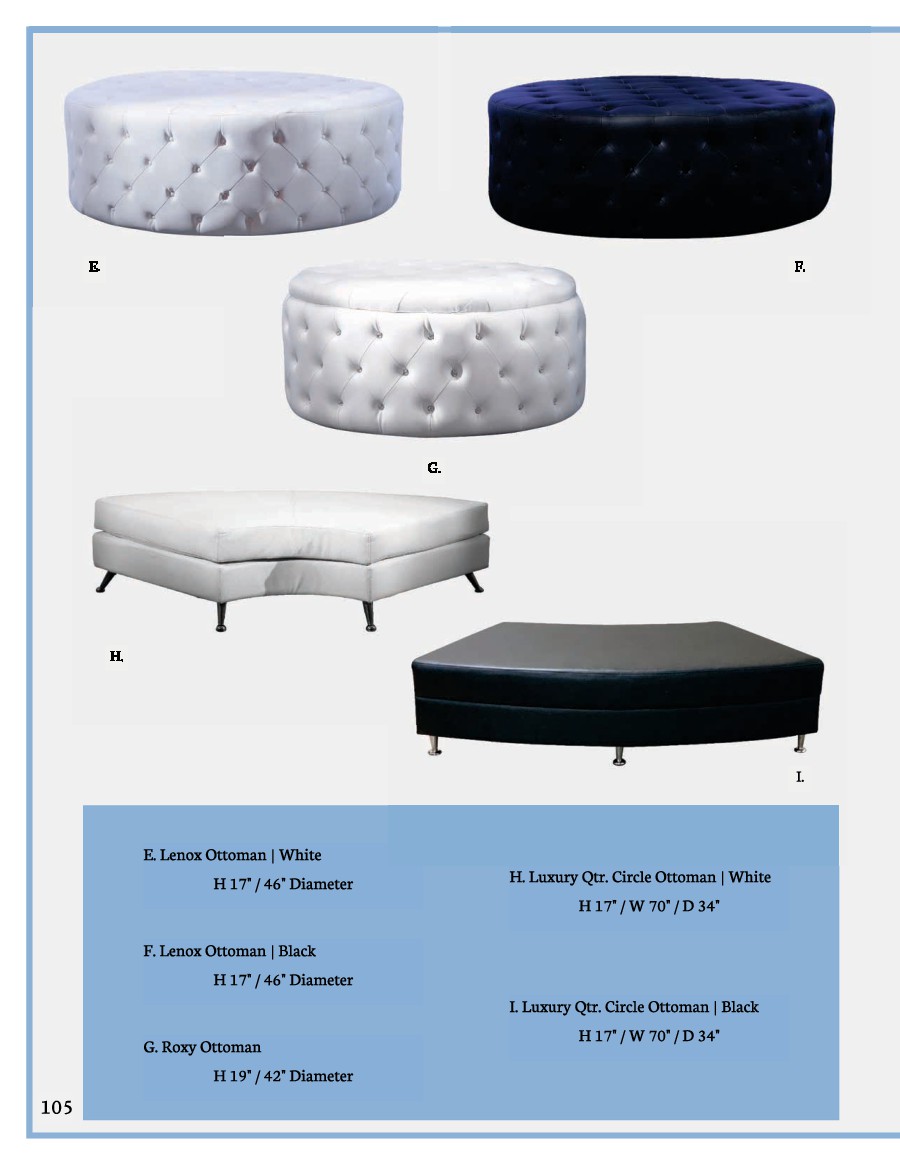 E.
F.
G.
H.
I.
E. Lenox Ottoman | White
H 17" / 46" Diameter
F. Lenox Ottoman | Black
H 17" / 46" Diameter
G. Roxy Ottoman
H 19" / 42" Diameter
H. Luxury Qtr. Circle Ottoman | White
H 17" / W 70" / D 34"
I. Luxury Qtr. Circle Ottoman | Black
H 17" / W 70" / D 34"
105